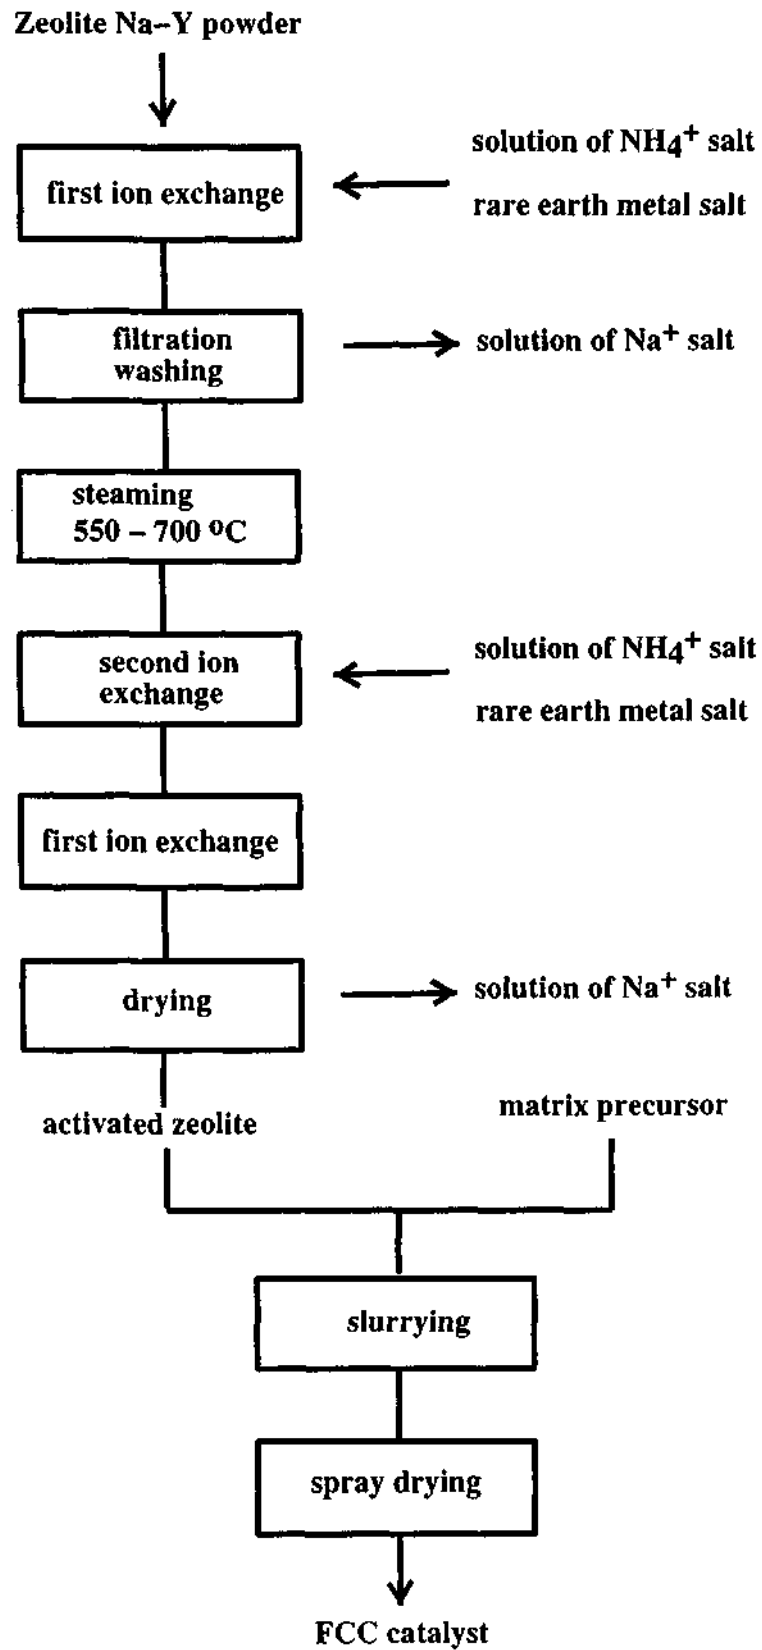 Zeolite Na–Y powder
first ion exchange
solution of NH4+ salt
rare earth metal salt
filtration
washing
solution of Na+ salt
steaming
550 – 700 ºC
second ion
exchange
solution of NH4+ salt
rare earth metal salt
first ion exchange
drying
solution of Na+ salt
activated zeolite
matrix precursor
slurrying
spray drying
FCC catalyst